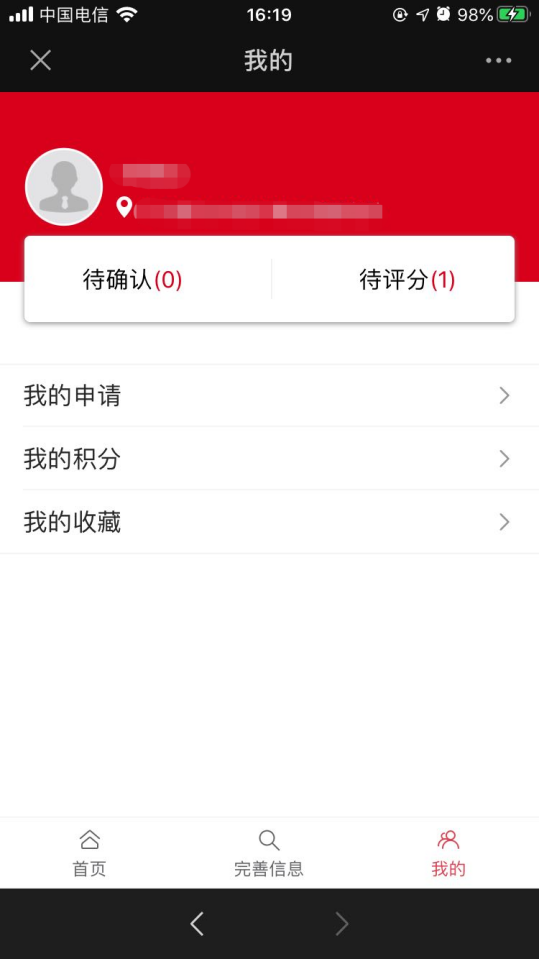 中国电信 16:19 98%
我的
待确认(0) 待评分(1)
我的申请
我的积分
我的收藏
首页 完善信息 我的